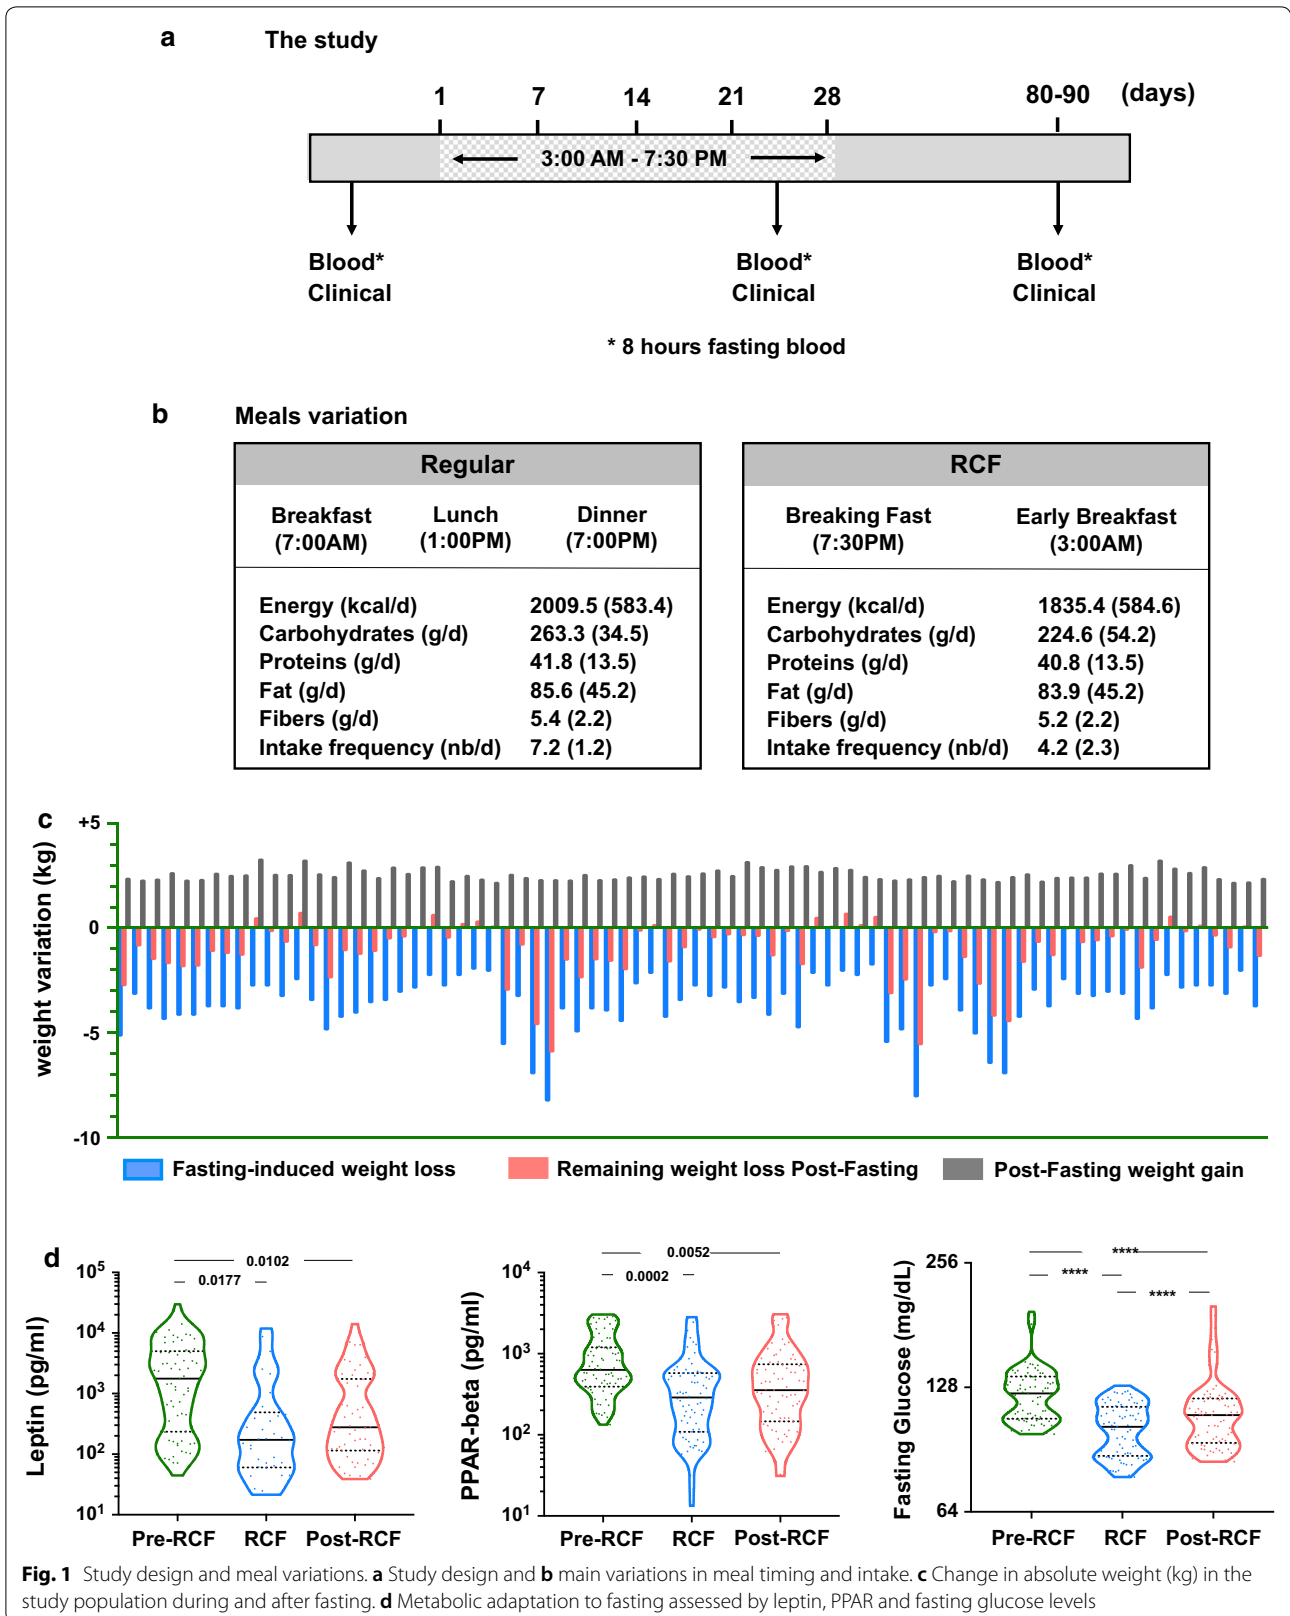 a The study
1 7 14 21 28 80-90 (days)
3:00 AM - 7:30 PM
Blood* Blood* Blood*
Clinical Clinical Clinical
* 8 hours fasting blood
b Meals variation
Regular
Breakfast Lunch Dinner
(7:00AM) (1:00PM) (7:00PM)
Energy (kcal/d) 2009.5 (583.4)
Carbohydrates (g/d) 263.3 (34.5)
Proteins (g/d) 41.8 (13.5)
Fat (g/d) 85.6 (45.2)
Fibers (g/d) 5.4 (2.2)
Intake frequency (nb/d) 7.2 (1.2)
RCF
Breaking Fast Early Breakfast
(7:30PM) (3:00AM)
Energy (kcal/d) 1835.4 (584.6)
Carbohydrates (g/d) 224.6 (54.2)
Proteins (g/d) 40.8 (13.5)
Fat (g/d) 83.9 (45.2)
Fibers (g/d) 5.2 (2.2)
Intake frequency (nb/d) 4.2 (2.3)
c
weight variation (kg)
+5
0
-5
-10
Fasting-induced weight loss Remaining weight loss Post-Fasting Post-Fasting weight gain
d
Leptin (pg/ml)
10⁵
10⁴
10³
10²
10¹
0.0102
0.0177
Pre-RCF RCF Post-RCF
PPAR-beta (pg/ml)
10⁴
10³
10²
10¹
0.0052
0.0002
Pre-RCF RCF Post-RCF
Fasting Glucose (mg/dL)
256
128
64
****
**** ****
Pre-RCF RCF Post-RCF
Fig. 1 Study design and meal variations. a Study design and b main variations in meal timing and intake. c Change in absolute weight (kg) in the
study population during and after fasting. d Metabolic adaptation to fasting assessed by leptin, PPAR and fasting glucose levels